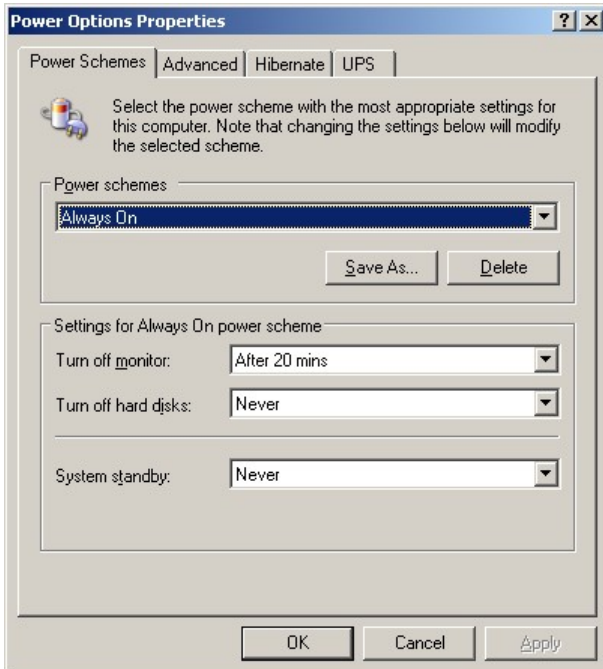 Power Options Properties
Power Schemes Advanced Hibernate UPS
Select the power scheme with the most appropriate settings for
this computer. Note that changing the settings below will modify
the selected scheme.
Power schemes
Always On
Save As... Delete
Settings for Always On power scheme
Turn off monitor: After 20 mins
Turn off hard disks: Never
System standby: Never
OK Cancel Apply